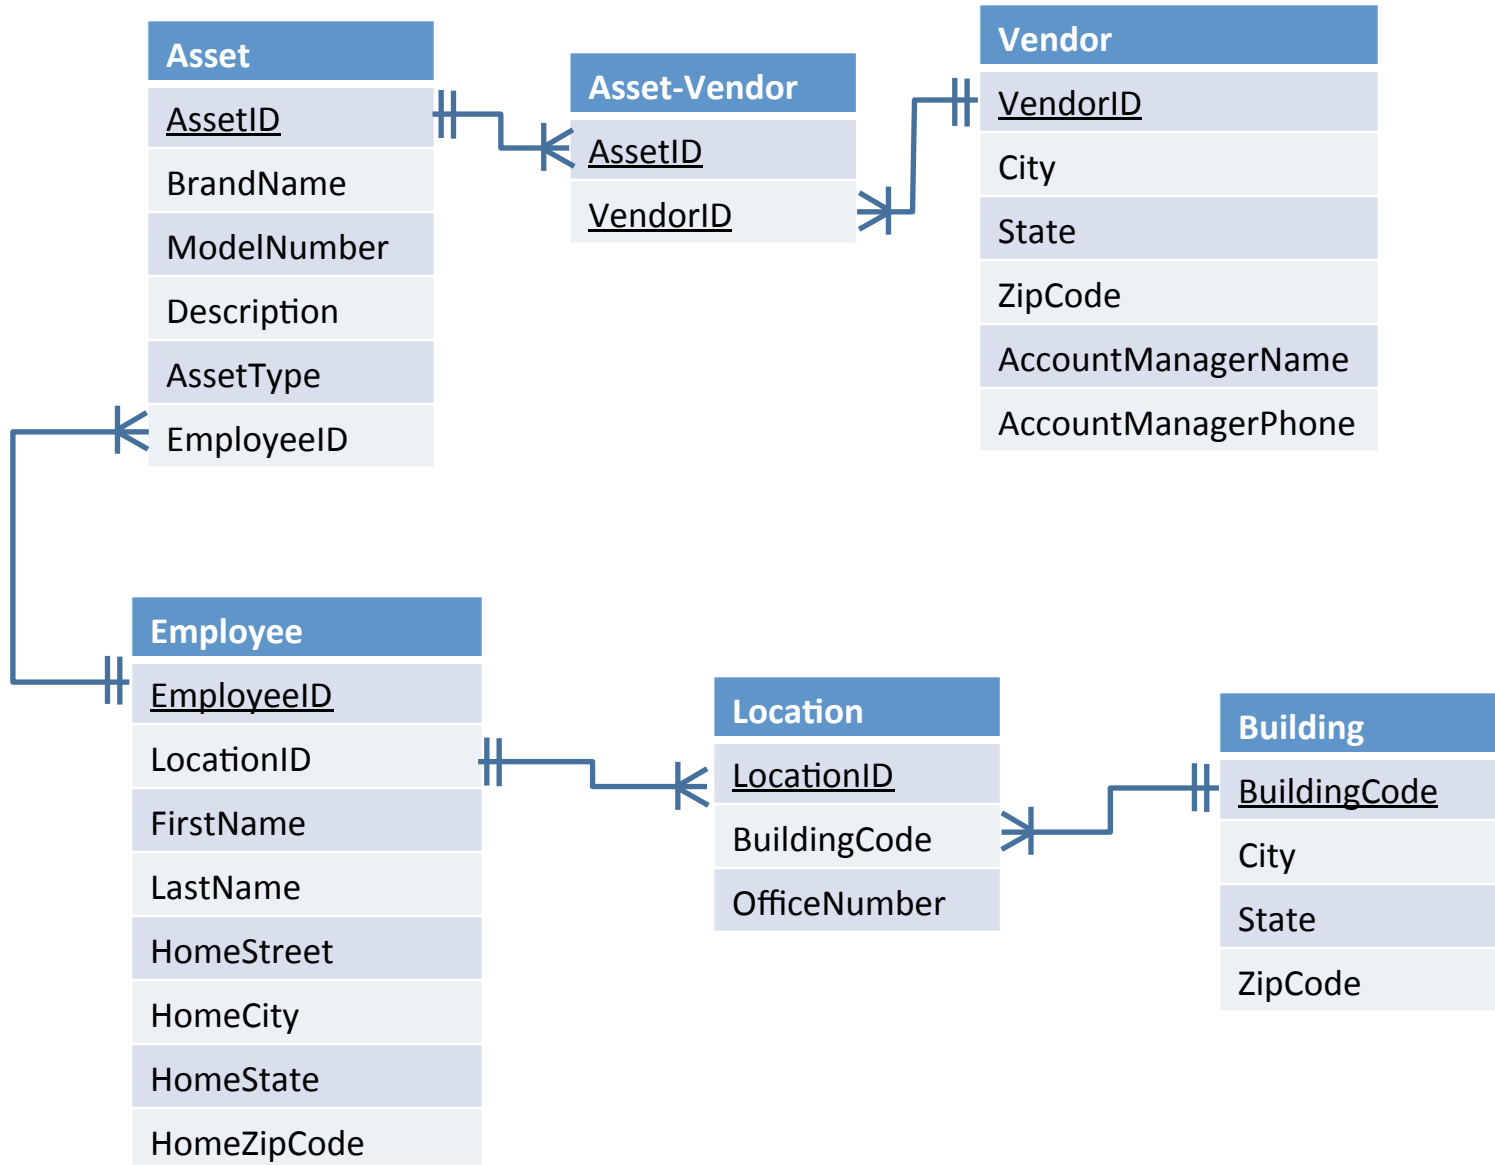 Asset
AssetID
BrandName
ModelNumber
Description
AssetType
EmployeeID
Asset-Vendor
AssetID
VendorID
Vendor
VendorID
City
State
ZipCode
AccountManagerName
AccountManagerPhone
Employee
EmployeeID
LocationID
FirstName
LastName
HomeStreet
HomeCity
HomeState
HomeZipCode
Location
LocationID
BuildingCode
OfficeNumber
Building
BuildingCode
City
State
ZipCode